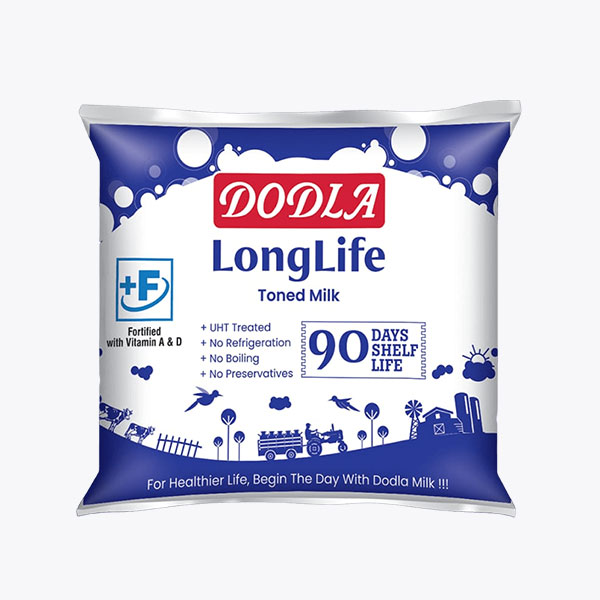 DODLA
LongLife
Toned Milk
+F
Fortified
with Vitamin A & D
+ UHT Treated
+ No Refrigeration
+ No Boiling
+ No Preservatives
90 DAYS
SHELF
LIFE
For Healthier Life, Begin The Day With Dodla Milk !!!